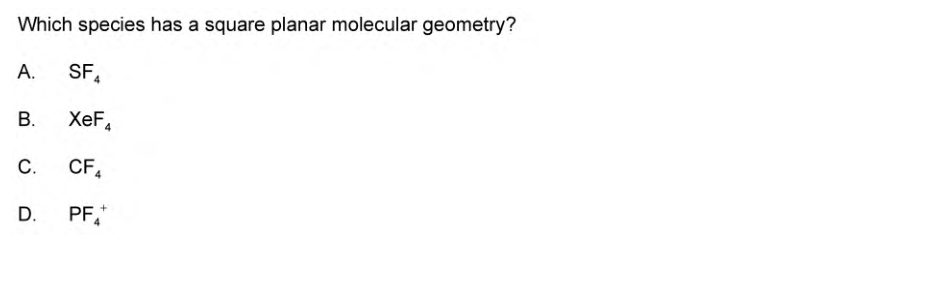 Which species has a square planar molecular geometry?
A. SF₄
B. XeF₄
C. CF₄
D. PF₄⁺